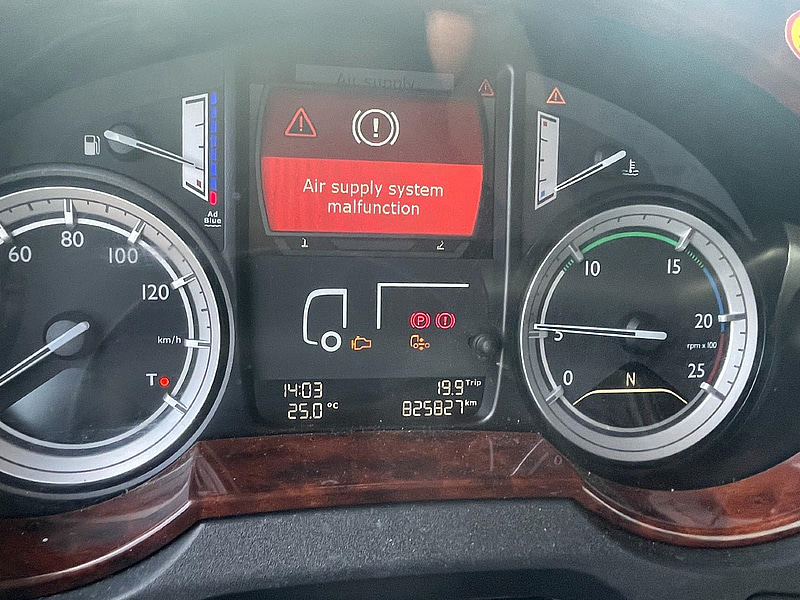 Air supply
!
!
Air supply system
malfunction
1
2
Ad
Blue
60
80
100
120
km/h
T
P
!
14:03
25.0 °C
19.9 Trip
825827 km
0
5
10
15
20
25
rpm x 100
N